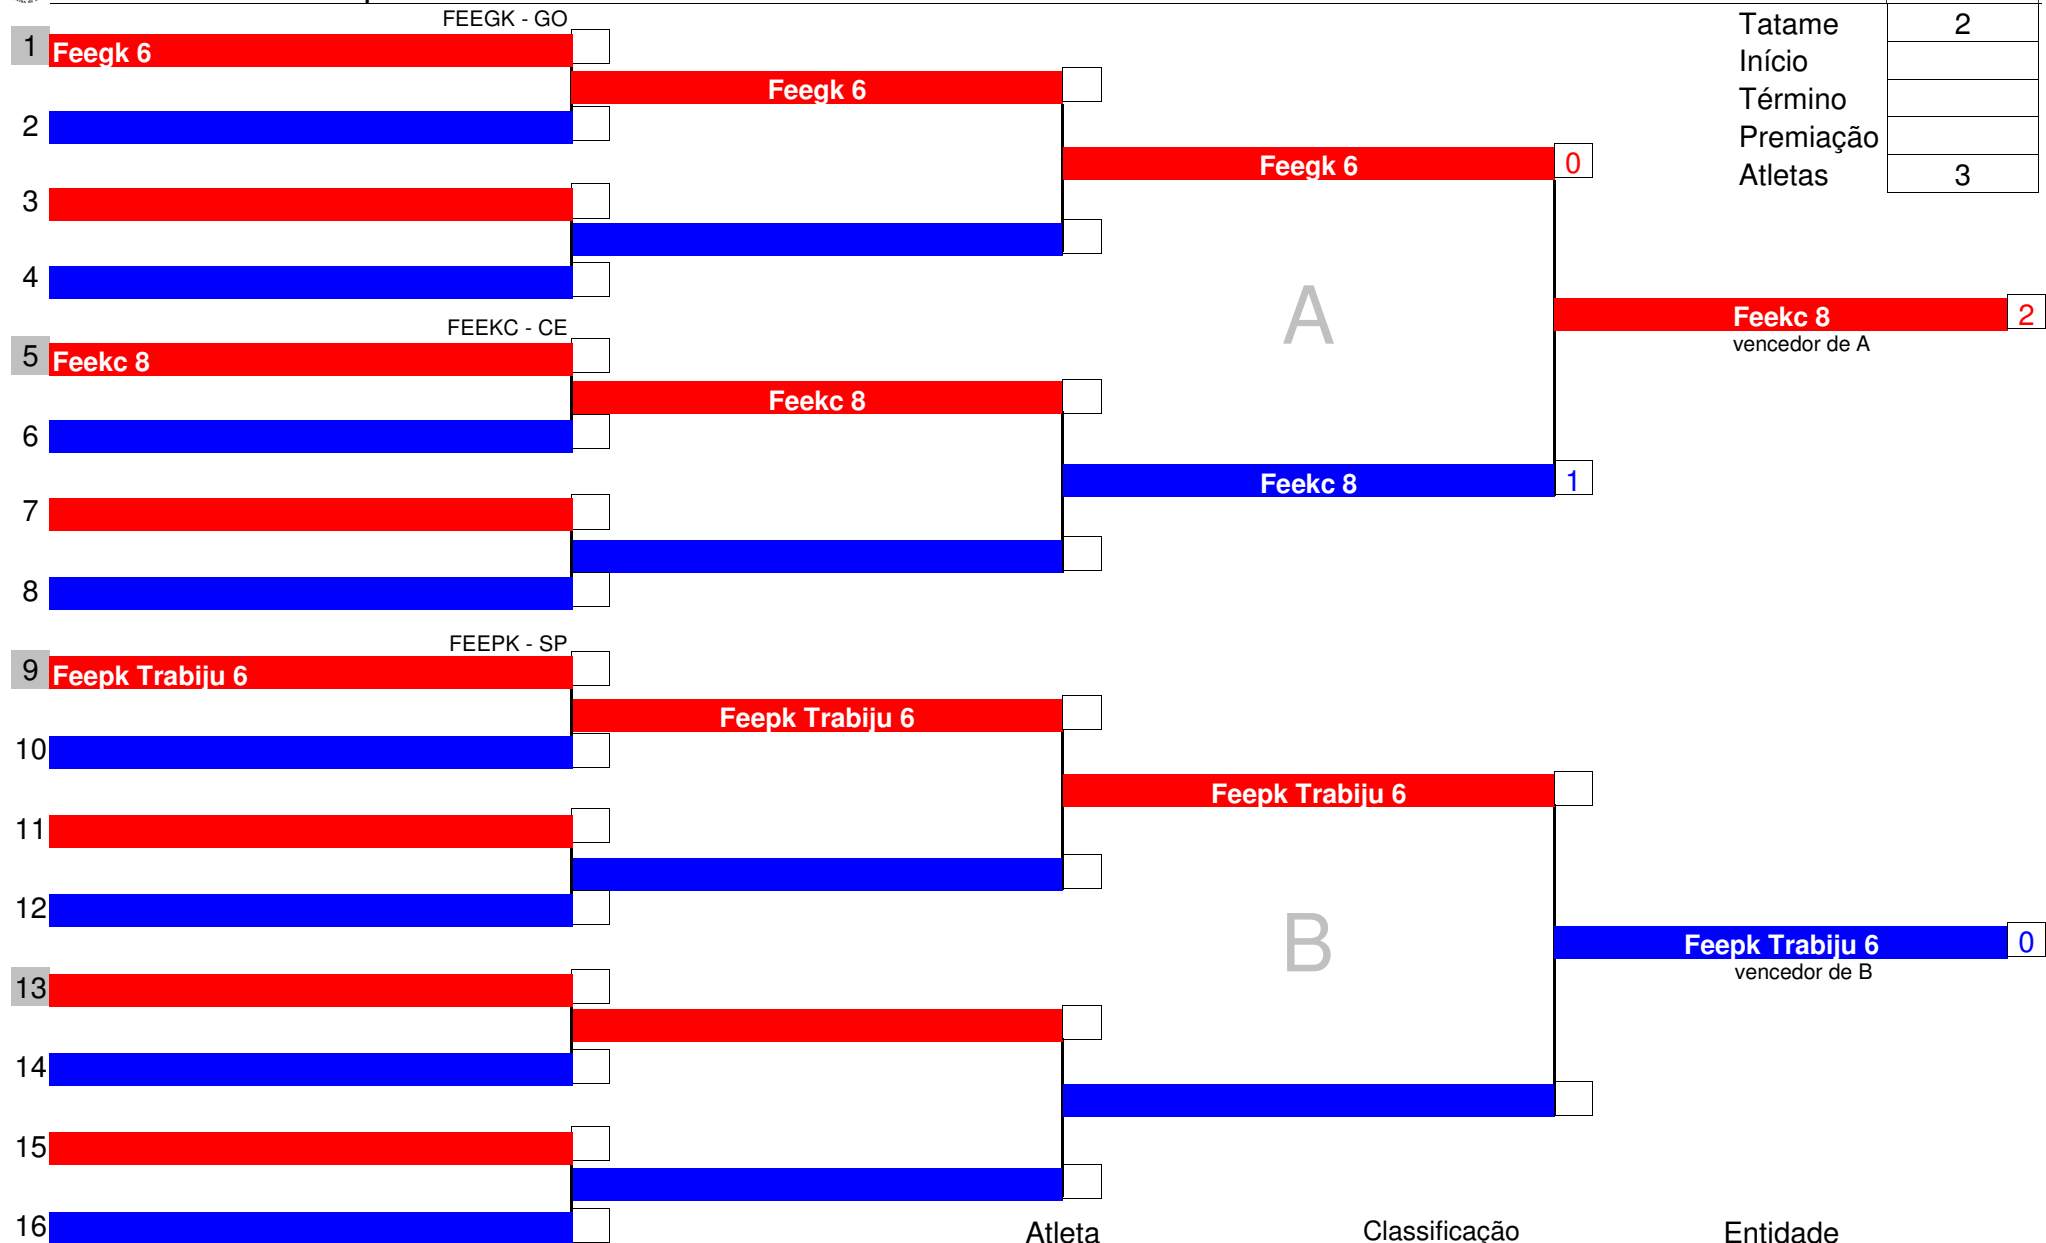 FEEGK - GO
Tatame 2
1 Feegk 6
Início
Feegk 6
Término
2
Premiação
Feegk 6 0
Atletas 3
3
4
A
Feekc 8 2
FEEKC - CE
vencedor de A
5 Feekc 8
Feekc 8
6
Feekc 8 1
7
8
FEEPK - SP
9 Feepk Trabiju 6
Feepk Trabiju 6
10
Feepk Trabiju 6
11
12
B
Feepk Trabiju 6 0
vencedor de B
13
14
15
16
Atleta Classificação Entidade